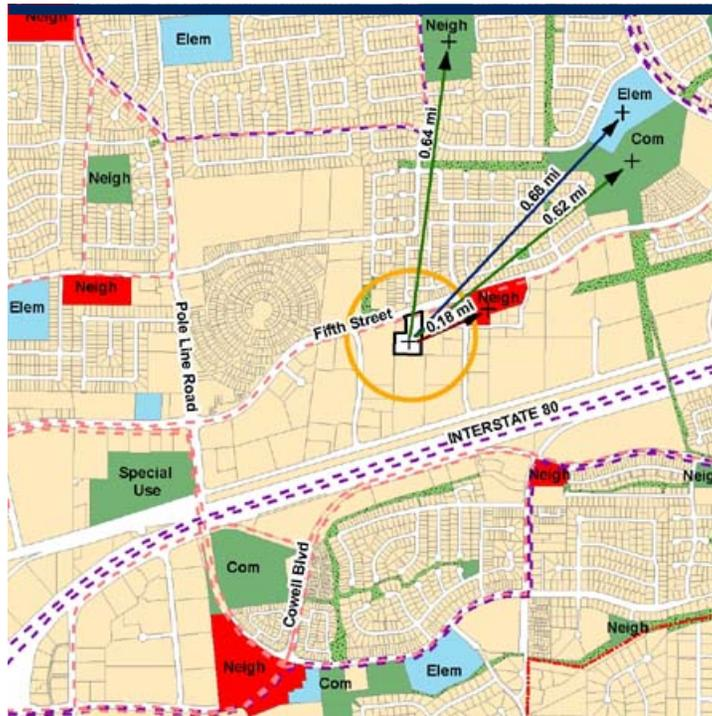 Neigh
Neigh
Elem
Elem
Com
0.64 mi
0.68 mi
0.62 mi
Neigh
Neigh
Neigh
Elem
Pole Line Road
Fifth Street
0.18 mi
INTERSTATE 80
Special
Use
Neigh
Neig
Com
Cowell Blvd
Neigh
Neigh
Com
Elem